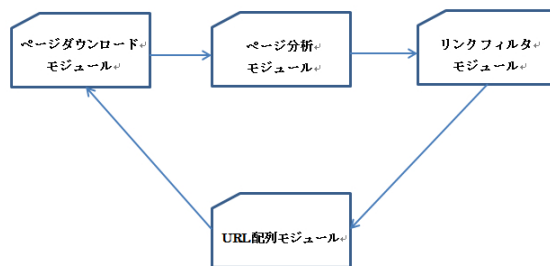 ページダウンロード
モジュール
ページ分析
モジュール
リンクフィルタ
モジュール
URL配列モジュール